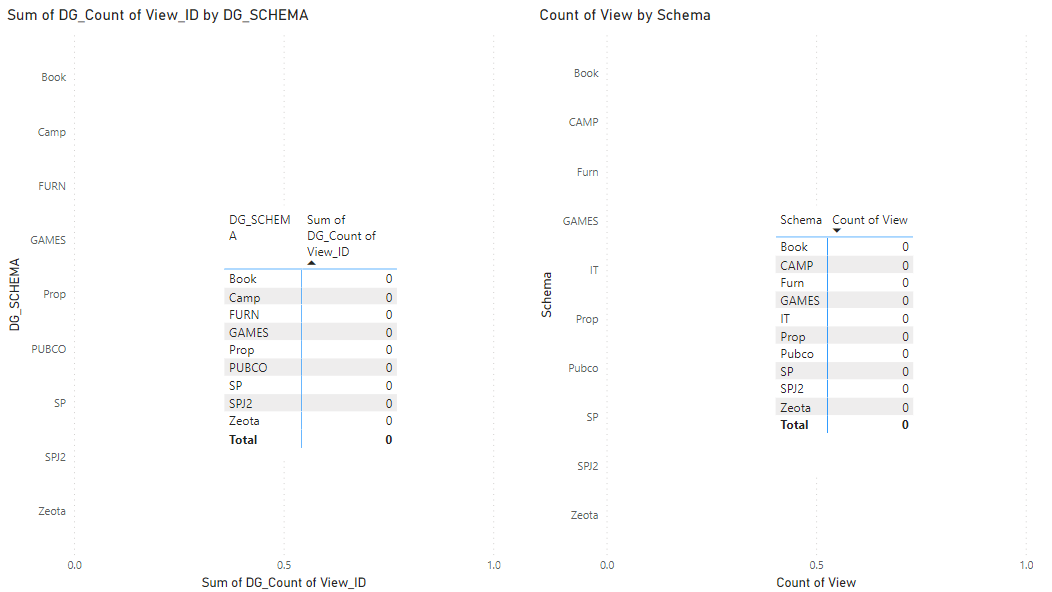 Sum of DG_Count of View_ID by DG_SCHEMA
DG_SCHEMA
Book
Camp
FURN
GAMES
Prop
PUBCO
SP
SPJ2
Zeota
0.0 0.5 1.0
Sum of DG_Count of View_ID
DG_SCHEM
A
Sum of
DG_Count of
View_ID
Book 0
Camp 0
FURN 0
GAMES 0
Prop 0
PUBCO 0
SP 0
SPJ2 0
Zeota 0
Total 0
Count of View by Schema
Schema
Book
CAMP
Furn
GAMES
IT
Prop
Pubco
SP
SPJ2
Zeota
0.0 0.5 1.0
Count of View
Schema Count of View
Book 0
CAMP 0
Furn 0
GAMES 0
IT 0
Prop 0
Pubco 0
SP 0
SPJ2 0
Zeota 0
Total 0